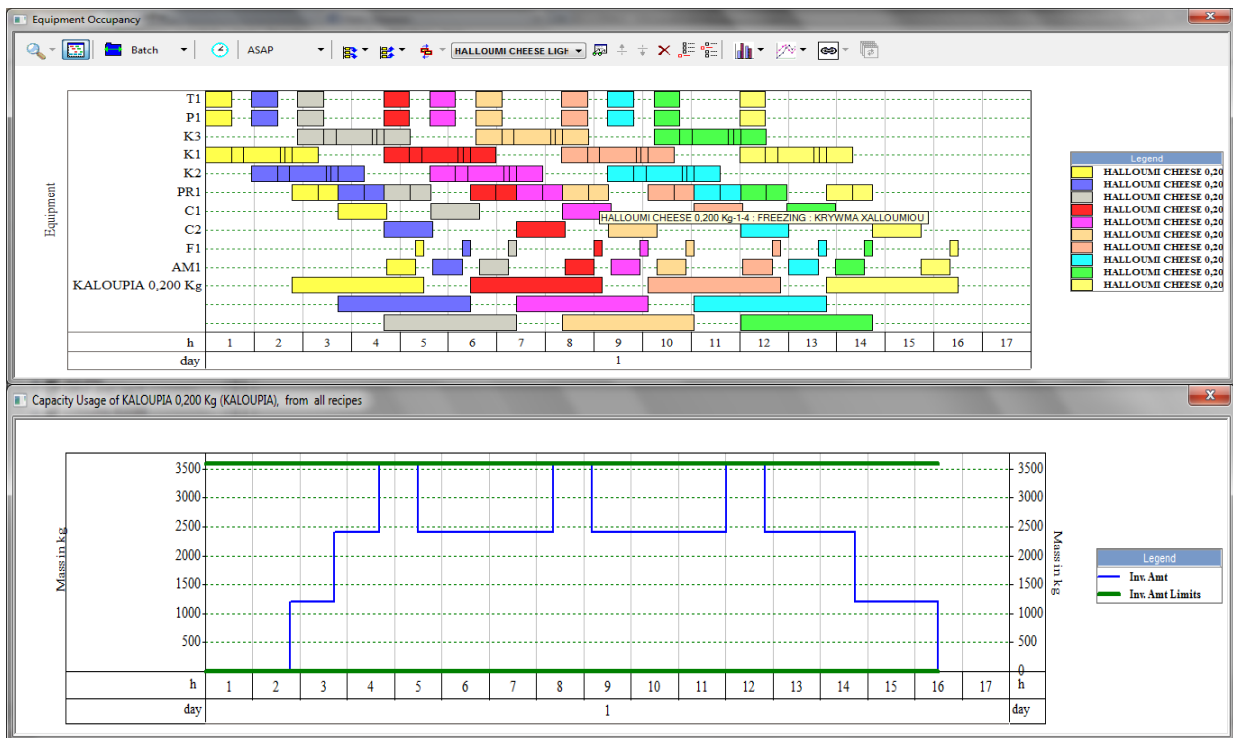 Equipment Occupancy
Batch ASAP HALLOUMI CHEESE LIGH
Equipment
T1
P1
K3
K1
K2
PR1
C1
C2
F1
AM1
KALOUPIA 0,200 Kg
HALLOUMI CHEESE 0,200 Kg-1-4 : FREEZING : KRYWMA XALLOUMIOU
h 1 2 3 4 5 6 7 8 9 10 11 12 13 14 16 17
day 1
Legend
HALLOUMI CHEESE 0,20
HALLOUMI CHEESE 0,20
HALLOUMI CHEESE 0,20
HALLOUMI CHEESE 0,20
HALLOUMI CHEESE 0,20
HALLOUMI CHEESE 0,20
HALLOUMI CHEESE 0,20
HALLOUMI CHEESE 0,20
HALLOUMI CHEESE 0,20
HALLOUMI CHEESE 0,20
Capacity Usage of KALOUPIA 0,200 Kg (KALOUPIA), from all recipes
Mass in kg
3500 3500
3000 3000
2500 2500
2000 2000
1500 1500
1000 1000
500 500
0
Mass in kg
h 1 2 3 4 5 6 7 8 9 10 11 12 13 14 16 17 h
day 1 day
Legend
Inv. Amt
Inv. Amt Limits